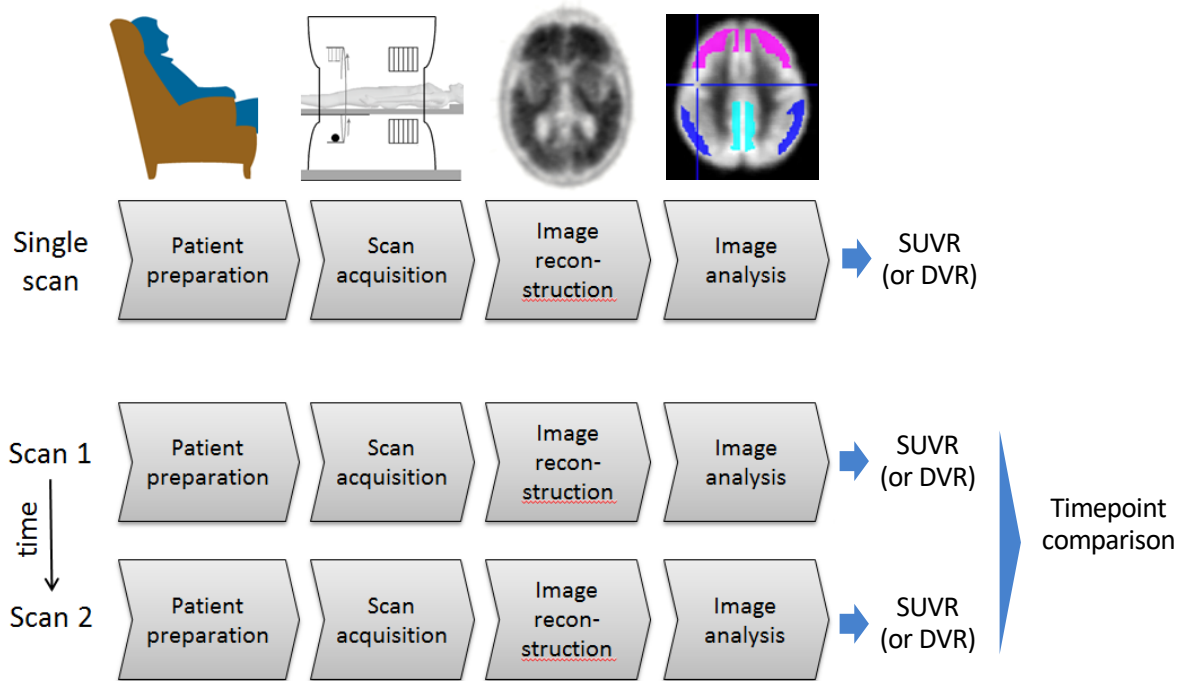 Single
scan
Patient
preparation
Scan
acquisition
Image
recon-
struction
Image
analysis
SUVR
(or DVR)
Scan 1
time
Scan 2
Patient
preparation
Scan
acquisition
Image
recon-
struction
Image
analysis
SUVR
(or DVR)
Patient
preparation
Scan
acquisition
Image
recon-
struction
Image
analysis
SUVR
(or DVR)
Timepoint
comparison